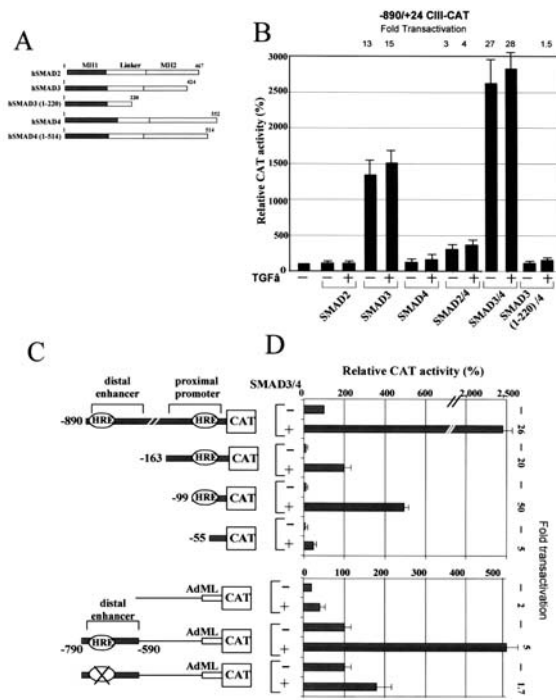 A
1 MH1 Linker MH2 467
hSMAD2
1 424
hSMAD3
1 220
hSMAD3 (1-220)
1 552
hSMAD4
1 514
hSMAD4 (1-514)
B
-890/+24 CIII-CAT
Fold Transactivation
13 15 3 4 27 28 1.5
Relative CAT activity (%)
3000
2500
2000
1500
1000
500
0
TGFâ
− − + − + − + − + − + − +
SMAD2
SMAD3
SMAD4
SMAD2/4
SMAD3/4
SMAD3 (1-220) /4
C
distal enhancer
proximal promoter
-890 HRE HRE CAT
-163 HRE CAT
-99 HRE CAT
-55 CAT
AdML CAT
distal enhancer
-790 HRE -590 AdML CAT
AdML CAT
D
Relative CAT activity (%)
SMAD3/4
0 200 400 600 2,000 2,500
− −
+ 26
− −
+ 20
− −
+ 50
− −
+ 5
Fold transactivation
0 100 200 300 400 500
− −
+ 2
− −
+ 5
− −
+ 1.7